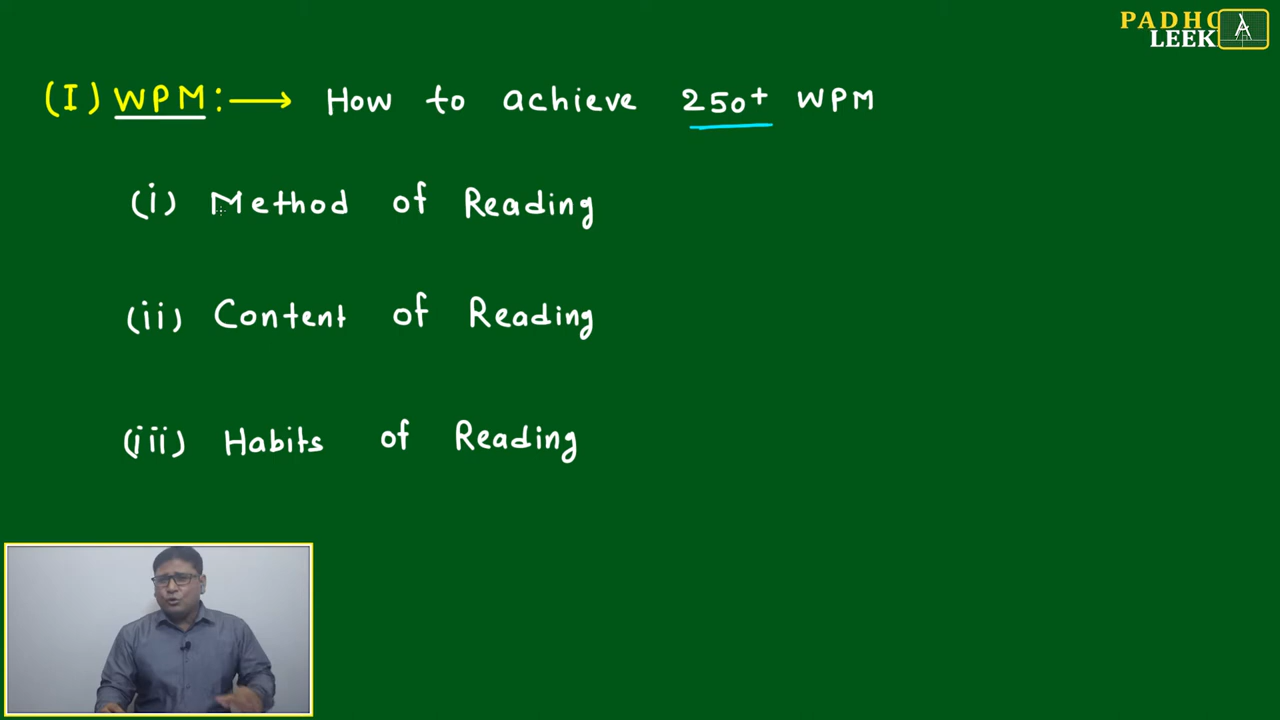 PADHO
LEEK
(I) WPM:⟶ How to achieve 250+ WPM
(i) Method of Reading
(ii) Content of Reading
(iii) Habits of Reading